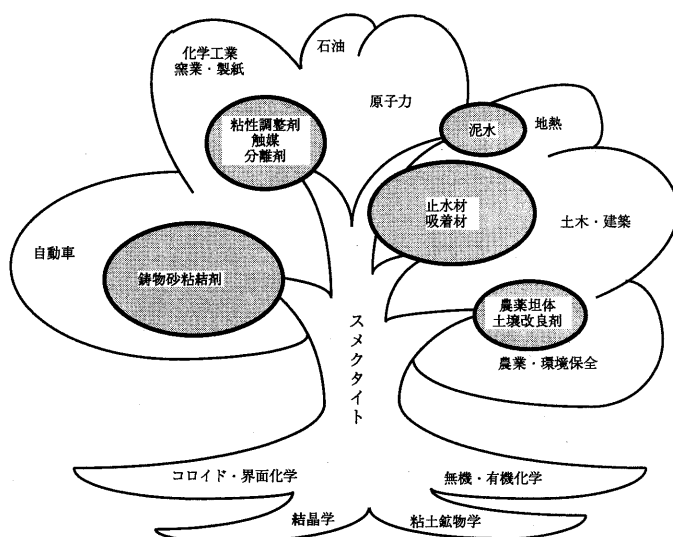 石油
化学工業
窯業・製紙
原子力
粘性調整剤
触媒
分離剤
泥水
地熱
止水材
吸着材
土木・建築
自動車
鋳物砂粘結剤
農薬坦体
土壌改良剤
農業・環境保全
スメクタイト
コロイド・界面化学
無機・有機化学
結晶学
粘土鉱物学